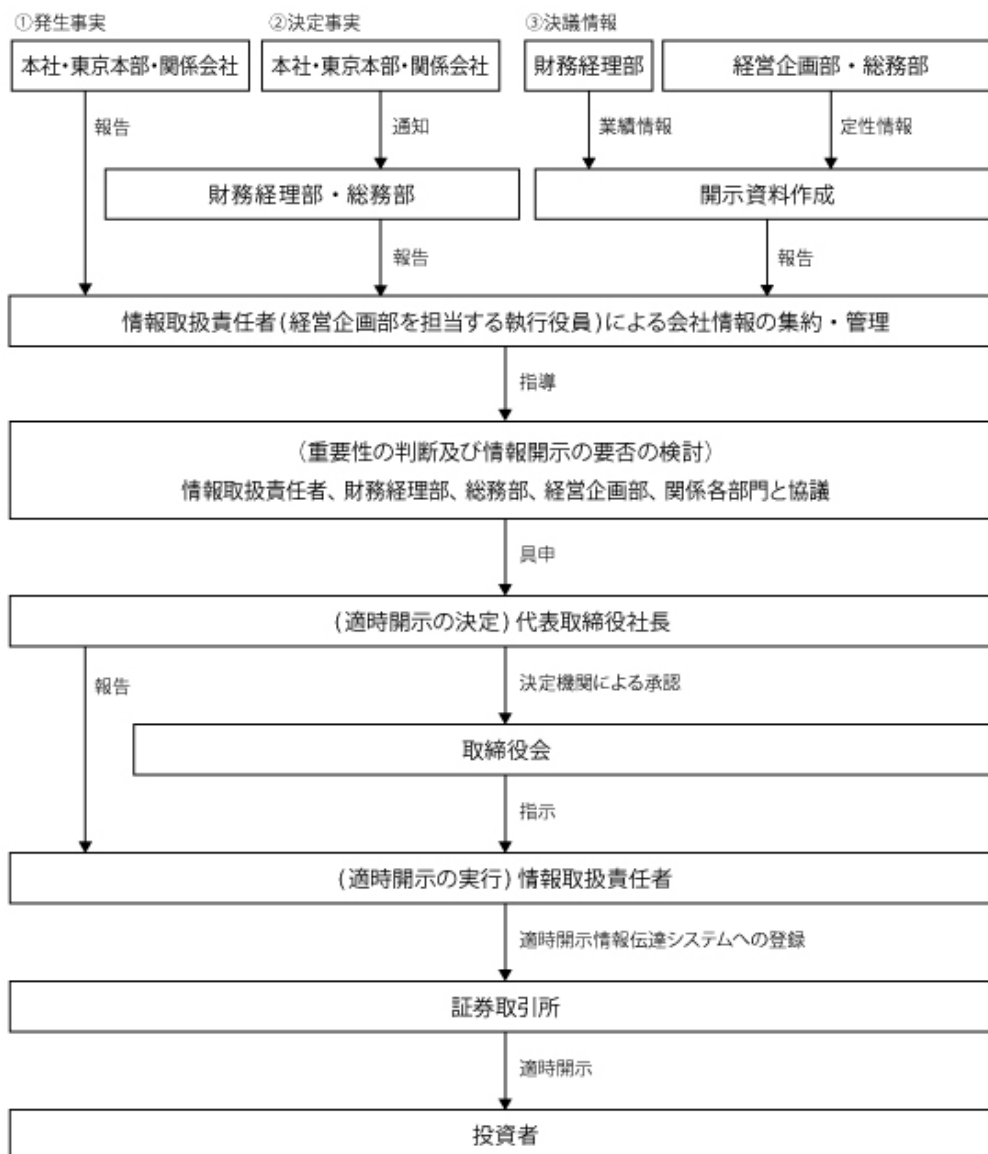 ①発生事実
②決定事実
③決議情報
本社・東京本部・関係会社
本社・東京本部・関係会社
財務経理部
経営企画部・総務部
報告
通知
業績情報
定性情報
財務経理部・総務部
開示資料作成
報告
報告
情報取扱責任者(経営企画部を担当する執行役員)による会社情報の集約・管理
指導
（重要性の判断及び情報開示の要否の検討）
情報取扱責任者、財務経理部、総務部、経営企画部、関係各部門と協議
具申
(適時開示の決定) 代表取締役社長
報告
決定機関による承認
取締役会
指示
(適時開示の実行) 情報取扱責任者
適時開示情報伝達システムへの登録
証券取引所
適時開示
投資者